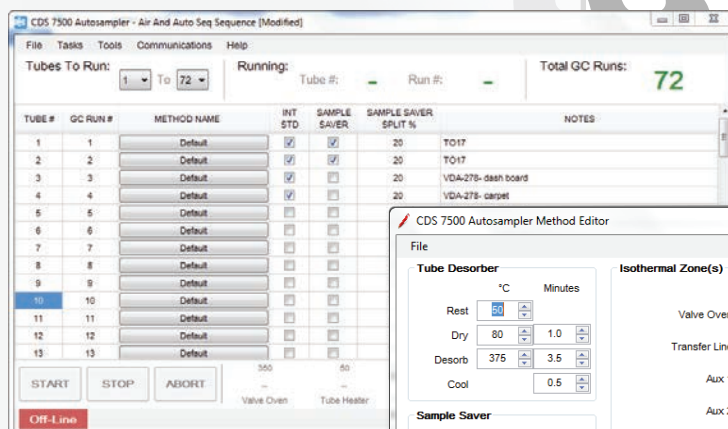 CDS 7500 Autosampler - Air And Auto Seq Sequence [Modified]
File Tasks Tools Communications Help
Tubes To Run: 1 To 72 Running: Tube #: – Run #: – Total GC Runs: 72
TUBE # GC RUN # METHOD NAME INT STD SAMPLE SAVER SAMPLE SAVER SPLIT % NOTES
1 1 Default 20 TO17
2 2 Default 20 TO17
3 3 Default 20 VDA-278- dash board
4 4 Default 20 VDA-278- carpet
5 5 Default
6 6 Default
7 7 Default
8 8 Default
9 9 Default
10 10 Default
11 11 Default
12 12 Default
13 13 Default
START STOP ABORT
350 50
-- --
Valve Oven Tube Heater
Off-Line
CDS 7500 Autosampler Method Editor
File
Tube Desorber
°C Minutes
Rest 50
Dry 80 1.0
Desorb 375 3.5
Cool 0.5
Sample Saver
Isothermal Zone(s)
Valve Oven
Transfer Line
Aux
Aux